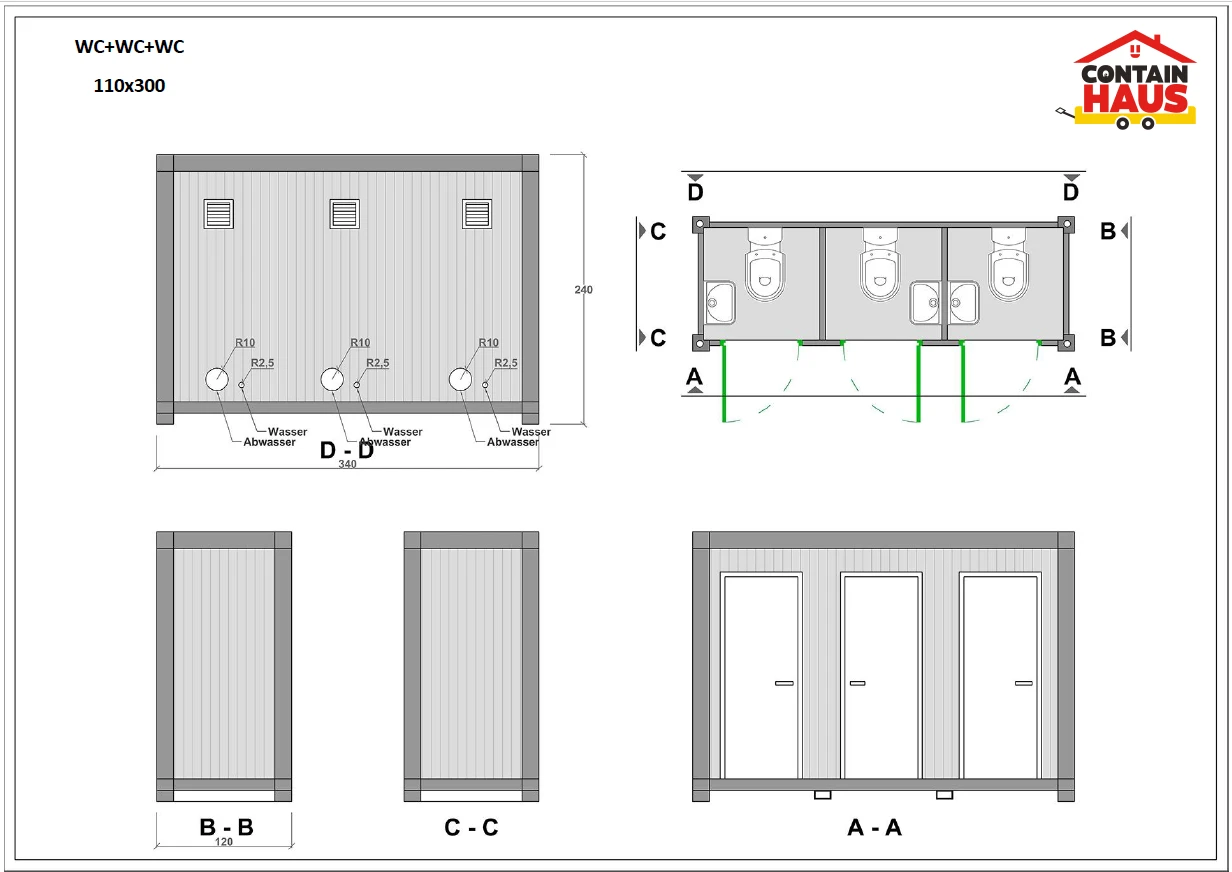 WC+WC+WC
110x300
CONTAIN
HAUS
D D
C B
C B
A A
240
R10 R10 R10
R2,5 R2,5 R2,5
Wasser Wasser Wasser
Abwasser Abwasser Abwasser
D - D
340
B - B
120
C - C
A - A